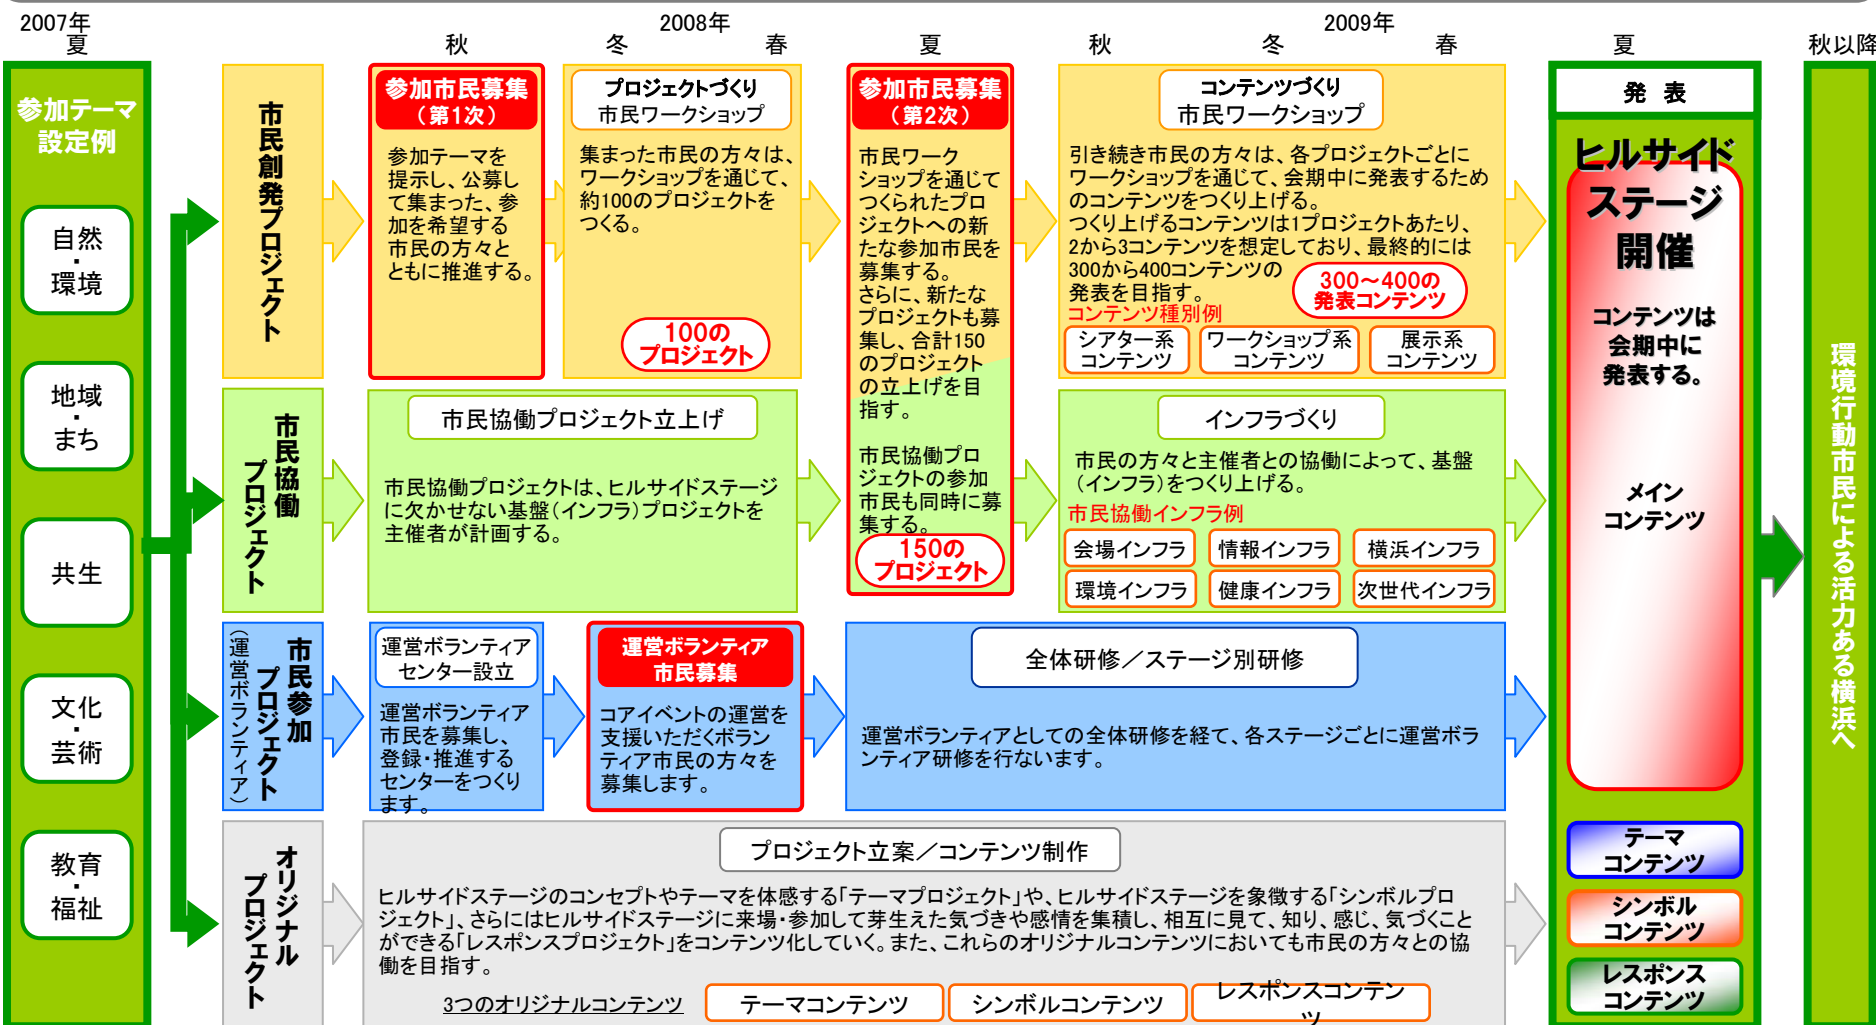 2007年
2008年
2009年
夏
秋
冬
春
夏
秋
冬
春
夏
秋以降
参加テーマ
設定例
自然
・
環境
地域
・
まち
共生
文化
・
芸術
教育
・
福祉
市民創発プロジェクト
参加市民募集
（第1次）
参加テーマを
提示し、公募し
て集まった、参
加を希望する
市民の方々と
ともに推進する。
プロジェクトづくり
市民ワークショップ
集まった市民の方々は、
ワークショップを通じて、
約100のプロジェクトを
つくる。
100の
プロジェクト
参加市民募集
（第2次）
市民ワーク
ショップを通じて
つくられたプロ
ジェクトへの新
たな参加市民を
募集する。
さらに、新たな
プロジェクトも募
集し、合計150
のプロジェクト
の立上げを目
指す。
市民協働プロ
ジェクトの参加
市民も同時に募
集する。
150の
プロジェクト
コンテンツづくり
市民ワークショップ
引き続き市民の方々は、各プロジェクトごとに
ワークショップを通じて、会期中に発表するため
のコンテンツをつくり上げる。
つくり上げるコンテンツは1プロジェクトあたり、
2から3コンテンツを想定しており、最終的には
300から400コンテンツの
発表を目指す。
300～400の
発表コンテンツ
コンテンツ種別例
シアター系
コンテンツ
ワークショップ系
コンテンツ
展示系
コンテンツ
市民協働
プロジェクト
市民協働プロジェクト立上げ
市民協働プロジェクトは、ヒルサイドステージ
に欠かせない基盤（インフラ）プロジェクトを
主催者が計画する。
インフラづくり
市民の方々と主催者との協働によって、基盤
（インフラ）をつくり上げる。
市民協働インフラ例
会場インフラ
情報インフラ
横浜インフラ
環境インフラ
健康インフラ
次世代インフラ
市民参加
プロジェクト
（運営ボランティア）
運営ボランティア
センター設立
運営ボランティア
市民を募集し、
登録・推進する
センターをつくり
ます。
運営ボランティア
市民募集
コアイベントの運営を
支援いただくボラン
ティア市民の方々を
募集します。
全体研修／ステージ別研修
運営ボランティアとしての全体研修を経て、各ステージごとに運営ボラ
ンティア研修を行ないます。
オリジナル
プロジェクト
プロジェクト立案／コンテンツ制作
ヒルサイドステージのコンセプトやテーマを体感する「テーマプロジェクト」や、ヒルサイドステージを象徴する「シンボルプロ
ジェクト」、さらにはヒルサイドステージに来場・参加して芽生えた気づきや感情を集積し、相互に見て、知り、感じ、気づくこと
ができる「レスポンスプロジェクト」をコンテンツ化していく。また、これらのオリジナルコンテンツにおいても市民の方々との協
働を目指す。
3つのオリジナルコンテンツ
テーマコンテンツ
シンボルコンテンツ
レスポンスコンテン
ツ
発 表
ヒルサイド
ステージ
開催
コンテンツは
会期中に
発表する。
メイン
コンテンツ
テーマ
コンテンツ
シンボル
コンテンツ
レスポンス
コンテンツ
環境行動市民による活力ある横浜へ